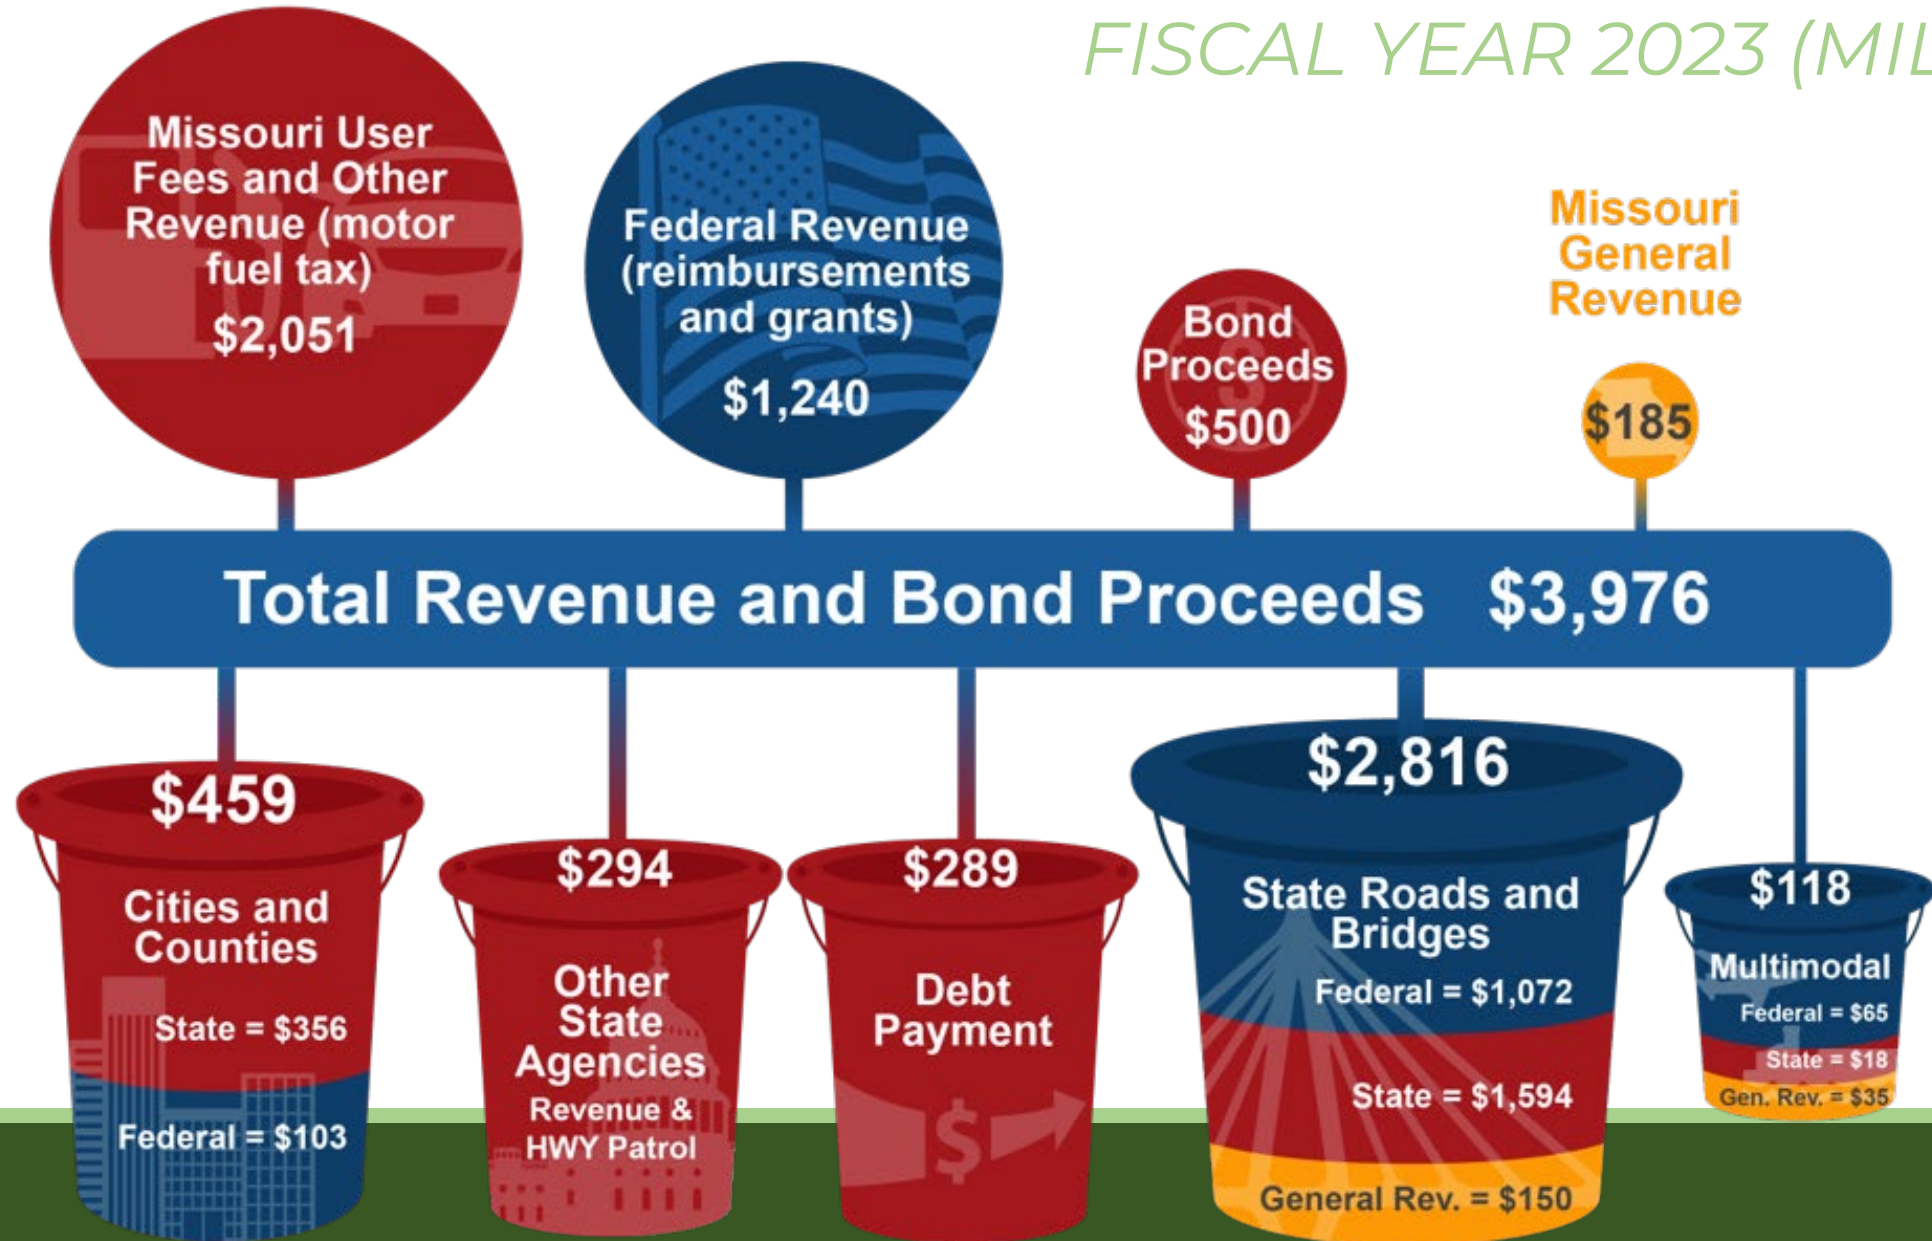 FISCAL YEAR 2023 (MIL
Missouri User
Fees and Other
Revenue (motor
fuel tax)
$2,051
Federal Revenue
(reimbursements
and grants)
$1,240
Bond
Proceeds
$500
Missouri
General
Revenue
$185
Total Revenue and Bond Proceeds $3,976
$459
Cities and
Counties
State = $356
Federal = $103
$294
Other
State
Agencies
Revenue &
HWY Patrol
$289
Debt
Payment
$
$2,816
State Roads and
Bridges
Federal = $1,072
State = $1,594
General Rev. = $150
$118
Multimodal
Federal = $65
State = $18
Gen. Rev. = $35